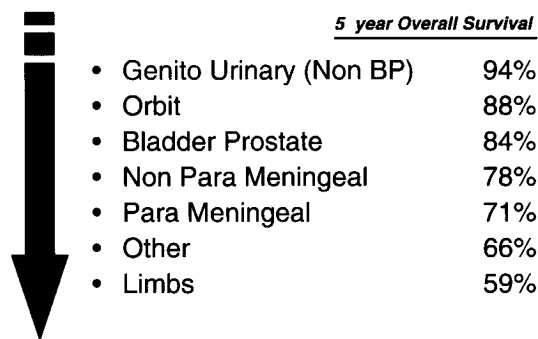 5 year Overall Survival
• Genito Urinary (Non BP) 94%
• Orbit 88%
• Bladder Prostate 84%
• Non Para Meningeal 78%
• Para Meningeal 71%
• Other 66%
• Limbs 59%